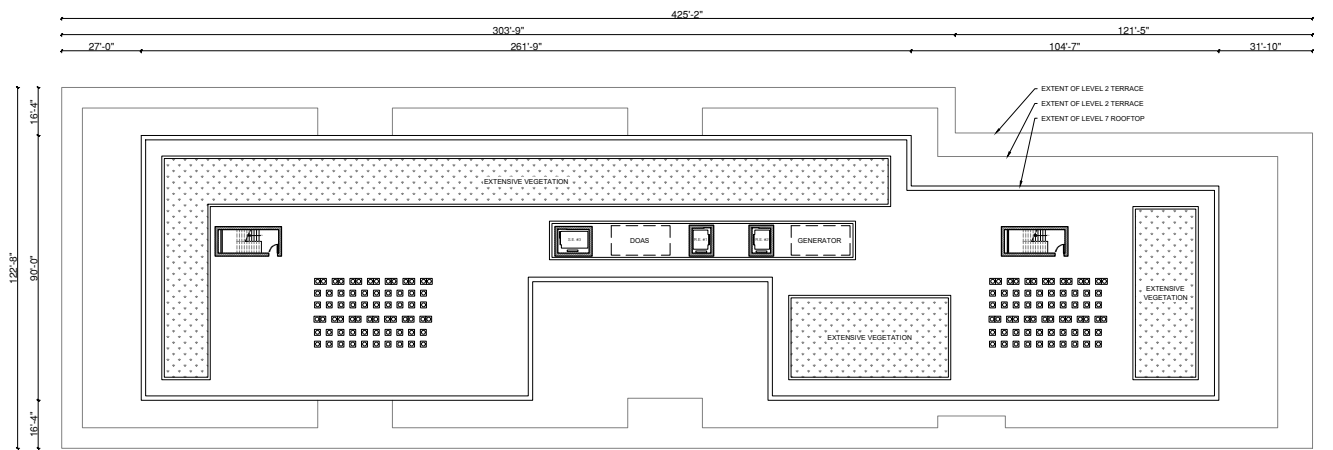 425'-2"
303'-9"
121'-5"
27'-0"
261'-9"
104'-7"
31'-10"
EXTENT OF LEVEL 2 TERRACE
EXTENT OF LEVEL 2 TERRACE
EXTENT OF LEVEL 7 ROOFTOP
16'-4"
122'-8"
90'-0"
16'-4"
EXTENSIVE VEGETATION
DOAS
GENERATOR
EXTENSIVE
VEGETATION
EXTENSIVE VEGETATION